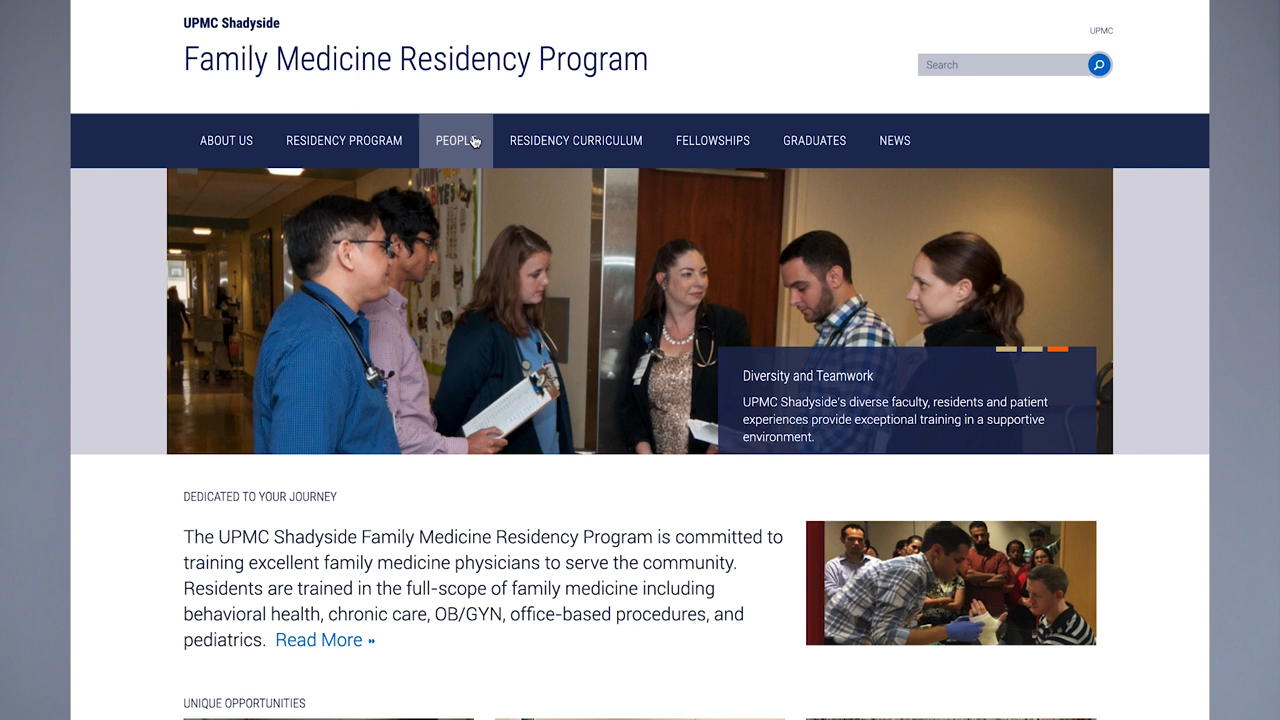 UPMC Shadyside
Family Medicine Residency Program
UPMC
Search
ABOUT US
RESIDENCY PROGRAM
PEOPLE
RESIDENCY CURRICULUM
FELLOWSHIPS
GRADUATES
NEWS
Diversity and Teamwork
UPMC Shadyside's diverse faculty, residents and patient
experiences provide exceptional training in a supportive
environment.
DEDICATED TO YOUR JOURNEY
The UPMC Shadyside Family Medicine Residency Program is committed to
training excellent family medicine physicians to serve the community.
Residents are trained in the full-scope of family medicine including
behavioral health, chronic care, OB/GYN, office-based procedures, and
pediatrics. Read More »
UNIQUE OPPORTUNITIES